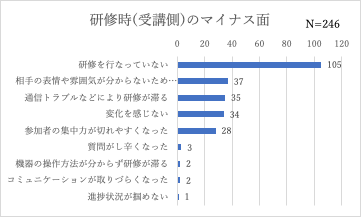 研修時(受講側)のマイナス面
N=246
0 20 40 60 80 100 120
研修を行なっていない 105
相手の表情や雰囲気が分からないため… 37
通信トラブルなどにより研修が滞る 35
変化を感じない 34
参加者の集中力が切れやすくなった 28
質問がし辛くなった 3
機器の操作方法が分からず研修が滞る 2
コミュニケーションが取りづらくなった 2
進捗状況が掴めない 1